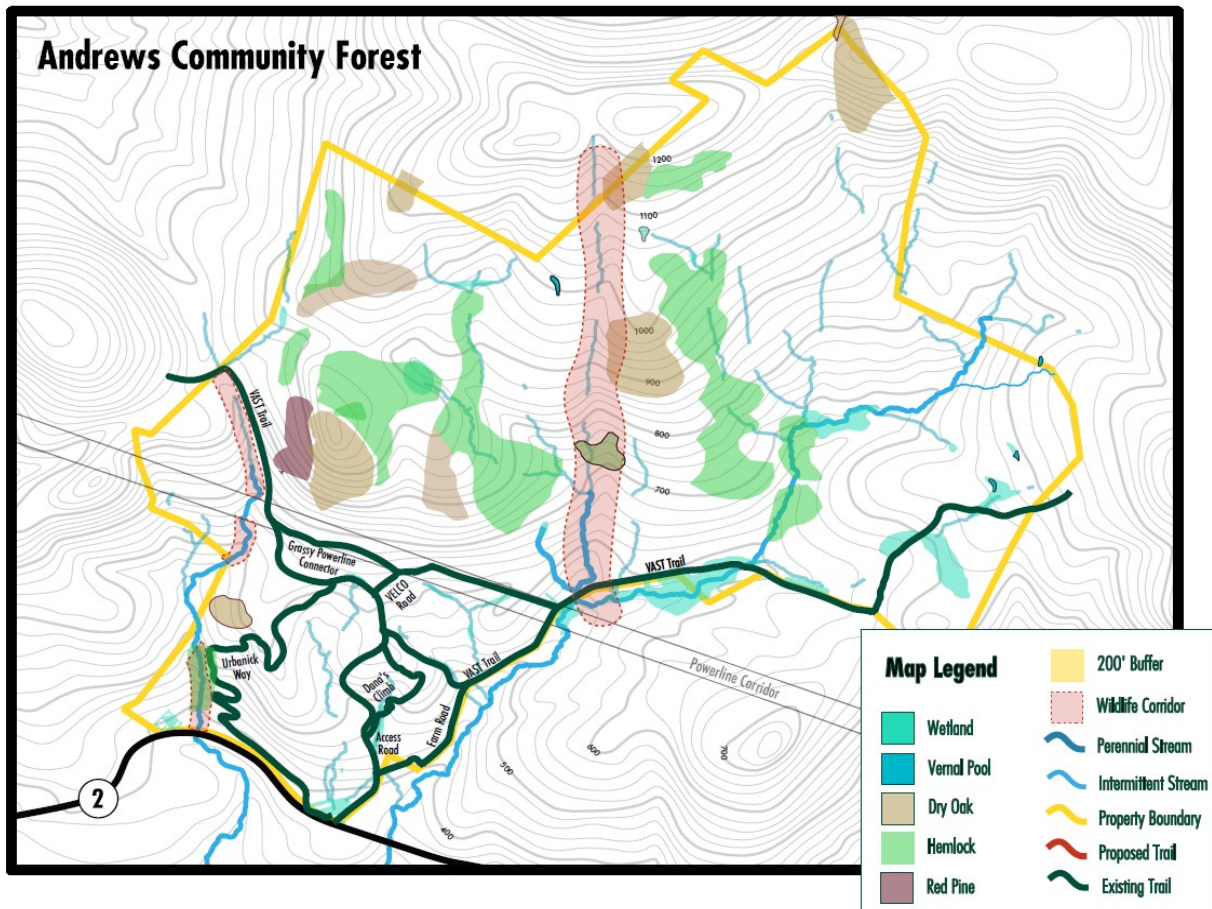 Andrews Community Forest
1200
1100
1000
900
800
700
VAST Trail
Grassy Powerline
Connector
VELCO
Road
VAST Trail
Urbanick
Way
Dana's
Climb
VAST Trail
Access
Road
Farm Road
Powerline Corridor
600
700
500
400
2
Map Legend
Wetland
Vernal Pool
Dry Oak
Hemlock
Red Pine
200' Buffer
Wildlife Corridor
Perennial Stream
Intermittent Stream
Property Boundary
Proposed Trail
Existing Trail